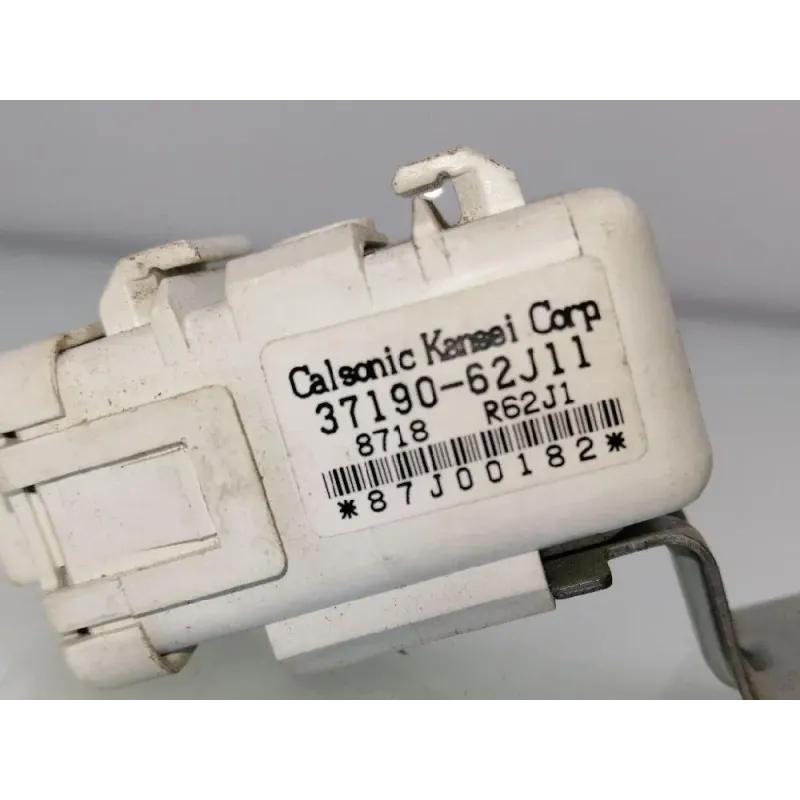 Calsonic Kansei Corp
37190-62J11
8718 R62J1
*87J00182*